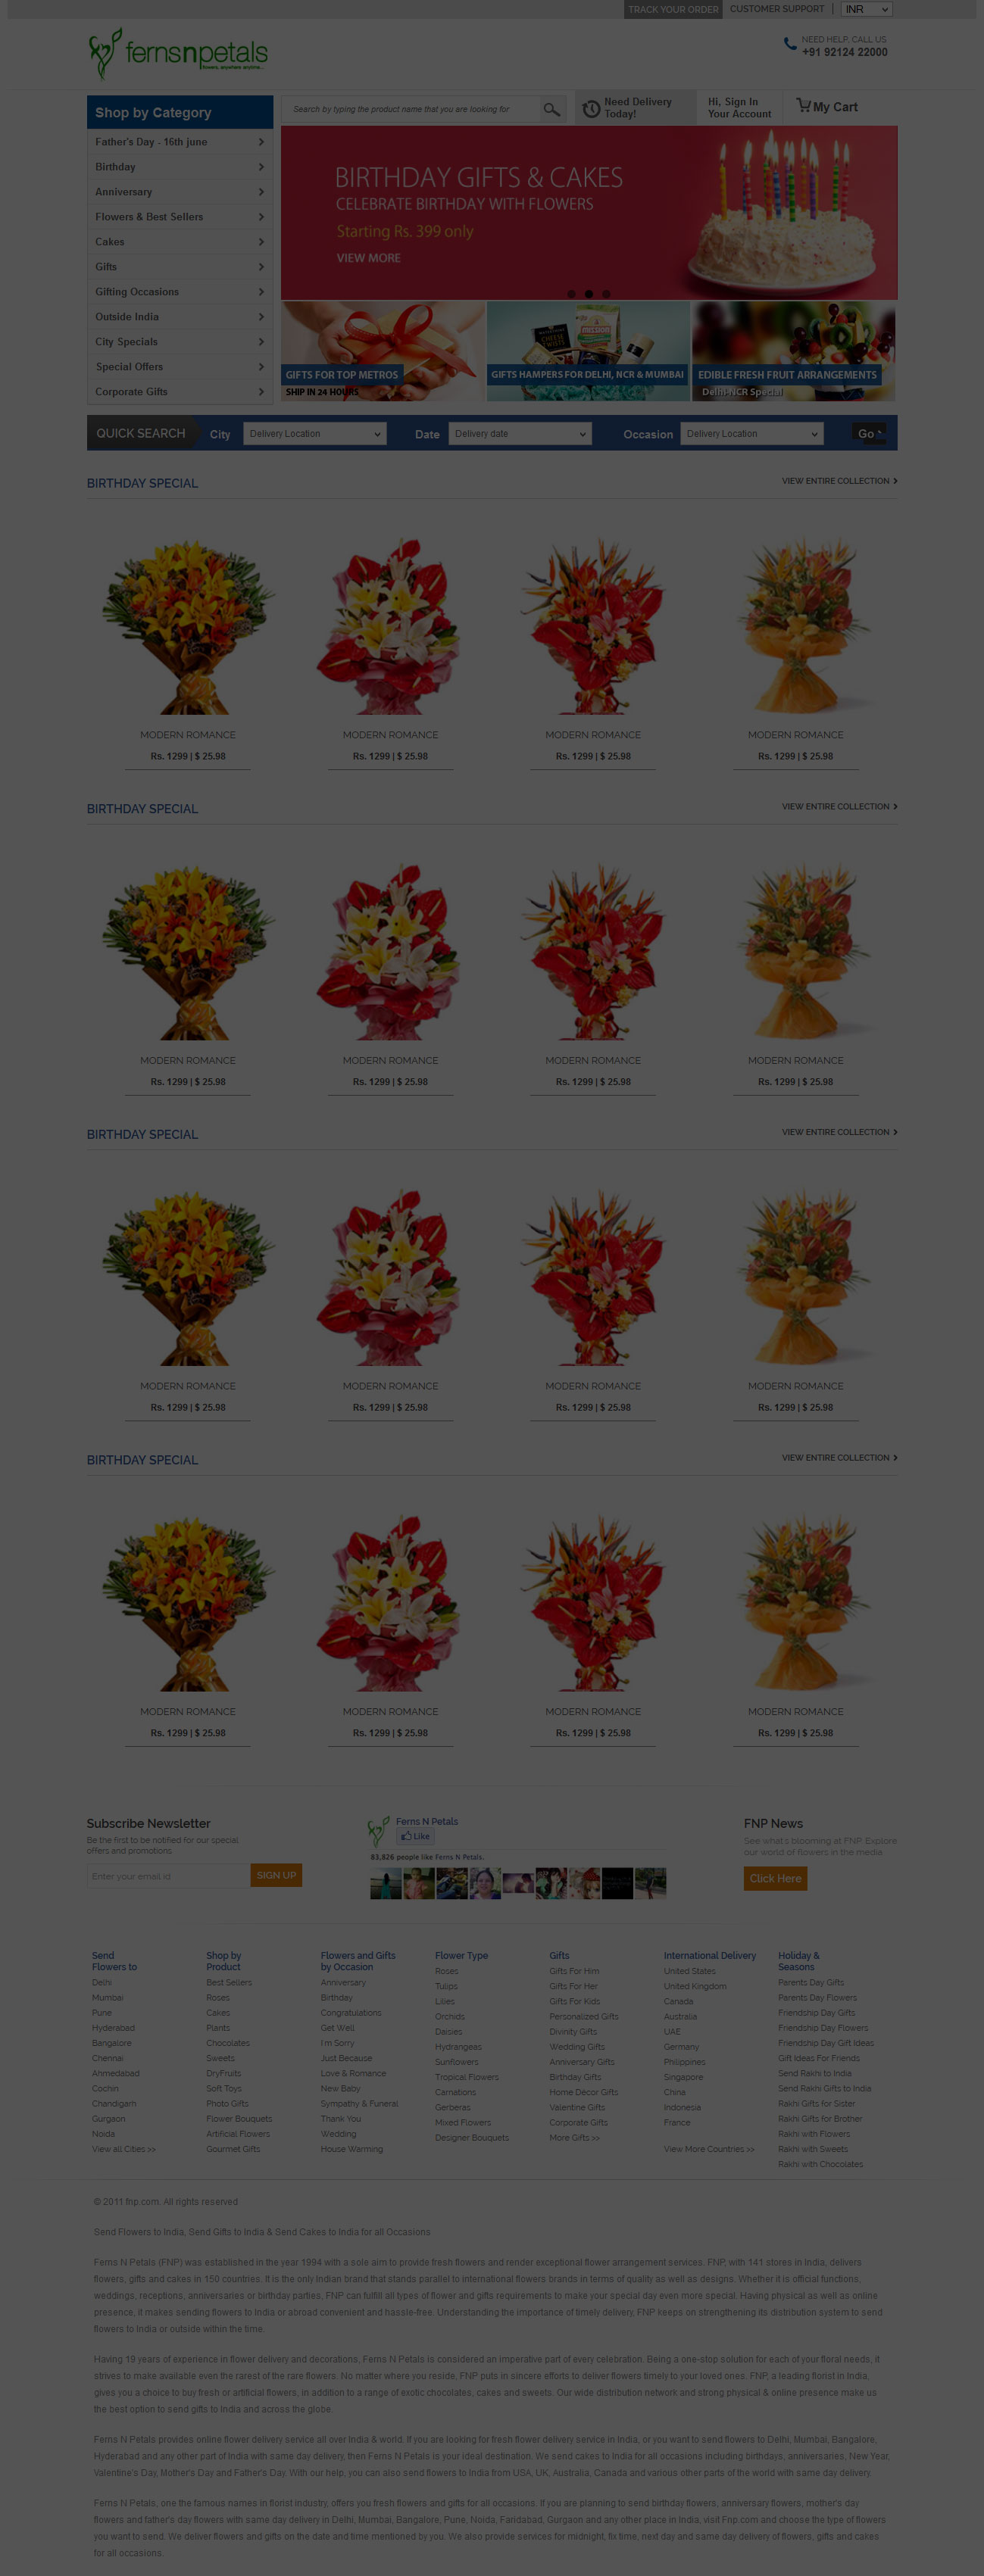 TRACK YOUR ORDER
CUSTOMER SUPPORT
INR
fernsnpetals
flowers, anywhere anytime...
NEED HELP, CALL US
+91 92124 22000
Shop by Category
Search by typing the product name that you are looking for
Need Delivery
Today!
Hi, Sign In
Your Account
My Cart
Father's Day - 16th june
Birthday
Anniversary
Flowers & Best Sellers
Cakes
Gifts
Gifting Occasions
Outside India
City Specials
Special Offers
Corporate Gifts
BIRTHDAY GIFTS & CAKES
CELEBRATE BIRTHDAY WITH FLOWERS
Starting Rs. 399 only
VIEW MORE
GIFTS FOR TOP METROS
SHIP IN 24 HOURS
CHEESE
TWISTS
MISSION
GIFTS HAMPERS FOR DELHI, NCR & MUMBAI
EDIBLE FRESH FRUIT ARRANGEMENTS
Delhi-NCR Special
QUICK SEARCH
City
Delivery Location
Date
Delivery date
Occasion
Delivery Location
Go
BIRTHDAY SPECIAL
VIEW ENTIRE COLLECTION
MODERN ROMANCE
Rs. 1299 | $ 25.98
MODERN ROMANCE
Rs. 1299 | $ 25.98
MODERN ROMANCE
Rs. 1299 | $ 25.98
MODERN ROMANCE
Rs. 1299 | $ 25.98
BIRTHDAY SPECIAL
VIEW ENTIRE COLLECTION
MODERN ROMANCE
Rs. 1299 | $ 25.98
MODERN ROMANCE
Rs. 1299 | $ 25.98
MODERN ROMANCE
Rs. 1299 | $ 25.98
MODERN ROMANCE
Rs. 1299 | $ 25.98
BIRTHDAY SPECIAL
VIEW ENTIRE COLLECTION
MODERN ROMANCE
Rs. 1299 | $ 25.98
MODERN ROMANCE
Rs. 1299 | $ 25.98
MODERN ROMANCE
Rs. 1299 | $ 25.98
MODERN ROMANCE
Rs. 1299 | $ 25.98
BIRTHDAY SPECIAL
VIEW ENTIRE COLLECTION
MODERN ROMANCE
Rs. 1299 | $ 25.98
MODERN ROMANCE
Rs. 1299 | $ 25.98
MODERN ROMANCE
Rs. 1299 | $ 25.98
MODERN ROMANCE
Rs. 1299 | $ 25.98
Subscribe Newsletter
Be the first to be notified for our special
offers and promotions
Enter your email id
SIGN UP
Ferns N Petals
Like
83,826 people like Ferns N Petals.
FNP News
See what's blooming at FNP. Explore
our world of flowers in the media.
Click Here
Send
Flowers to
Delhi
Mumbai
Pune
Hyderabad
Bangalore
Chennai
Ahmedabad
Cochin
Chandigarh
Gurgaon
Noida
View all Cities >>
Shop by
Product
Best Sellers
Roses
Cakes
Plants
Chocolates
Sweets
DryFruits
Soft Toys
Photo Gifts
Flower Bouquets
Artificial Flowers
Gourmet Gifts
Flowers and Gifts
by Occasion
Anniversary
Birthday
Congratulations
Get Well
I'm Sorry
Just Because
Love & Romance
New Baby
Sympathy & Funeral
Thank You
Wedding
House Warming
Flower Type
Roses
Tulips
Lilies
Orchids
Daisies
Hydrangeas
Sunflowers
Tropical Flowers
Carnations
Gerberas
Mixed Flowers
Designer Bouquets
Gifts
Gifts For Him
Gifts For Her
Gifts For Kids
Personalized Gifts
Divinity Gifts
Wedding Gifts
Anniversary Gifts
Birthday Gifts
Home Décor Gifts
Valentine Gifts
Corporate Gifts
More Gifts >>
International Delivery
United States
United Kingdom
Canada
Australia
UAE
Germany
Philippines
Singapore
China
Indonesia
France
View More Countries >>
Holiday &
Seasons
Parents Day Gifts
Parents Day Flowers
Friendship Day Gifts
Friendship Day Flowers
Friendship Day Gift Ideas
Gift Ideas For Friends
Send Rakhi to India
Send Rakhi Gifts to India
Rakhi Gifts for Sister
Rakhi Gifts for Brother
Rakhi with Flowers
Rakhi with Sweets
Rakhi with Chocolates
© 2011 fnp.com. All rights reserved
Send Flowers to India, Send Gifts to India & Send Cakes to India for all Occasions.
Ferns N Petals (FNP) was established in the year 1994 with a sole aim to provide fresh flowers and render exceptional flower arrangement services. FNP, with 141 stores in India, delivers
flowers, gifts and cakes in 150 countries. It is the only Indian brand that stands parallel to international flowers brands in terms of quality as well as designs. Whether it is official functions,
weddings, receptions, anniversaries or birthday parties, FNP can fulfill all types of flower and gifts requirements to make your special day even more special. Having physical as well as online
presence, it makes sending flowers to India or abroad convenient and hassle-free. Understanding the importance of timely delivery, FNP keeps on strengthening its distribution system to send
flowers to India or outside within the time.
Having 19 years of experience in flower delivery and decorations, Ferns N Petals is considered an imperative part of every celebration. Being a one-stop solution for each of your floral needs, it
strives to make available even the rarest of the rare flowers. No matter where you reside, FNP puts in sincere efforts to deliver flowers timely to your loved ones. FNP, a leading florist in India,
gives you a choice to buy fresh or artificial flowers, in addition to a range of exotic chocolates, cakes and sweets. Our wide distribution network and strong physical & online presence make us
the best option to send gifts to India and across the globe.
Ferns N Petals provides online flower delivery service all over India & world. If you are looking for fresh flower delivery service in India, or you want to send flowers to Delhi, Mumbai, Bangalore,
Hyderabad and any other part of India with same day delivery, then Ferns N Petals is your ideal destination. We send cakes to India for all occasions including birthdays, anniversaries, New Year,
Valentine's Day, Mother's Day and Father's Day. With our help, you can also send flowers to India from USA, UK, Australia, Canada and various other parts of the world with same day delivery.
Ferns N Petals, one the famous names in florist industry, offers you fresh flowers and gifts for all occasions. If you are planning to send birthday flowers, anniversary flowers, mother's day
flowers and father's day flowers with same day delivery in Delhi, Mumbai, Bangalore, Pune, Noida, Faridabad, Gurgaon and any other place in India, visit Fnp.com and choose the type of flowers
you want to send. We deliver flowers and gifts on the date and time mentioned by you. We also provide services for midnight, fix time, next day and same day delivery of flowers, gifts and cakes
for all occasions.